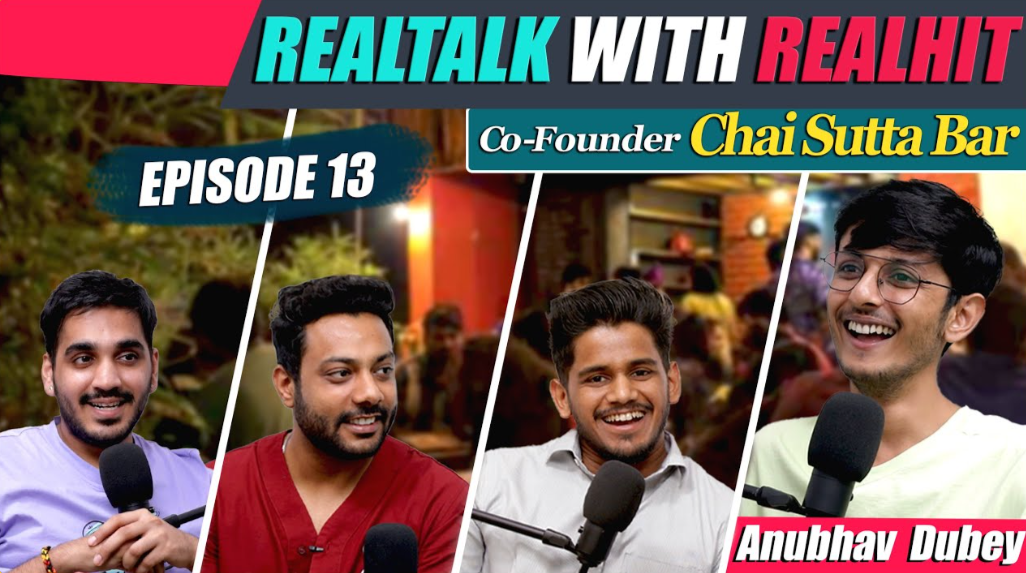 REALTALK WITH REALHIT
Co-Founder Chai Sutta Bar
EPISODE 13
Anubhav Dubey